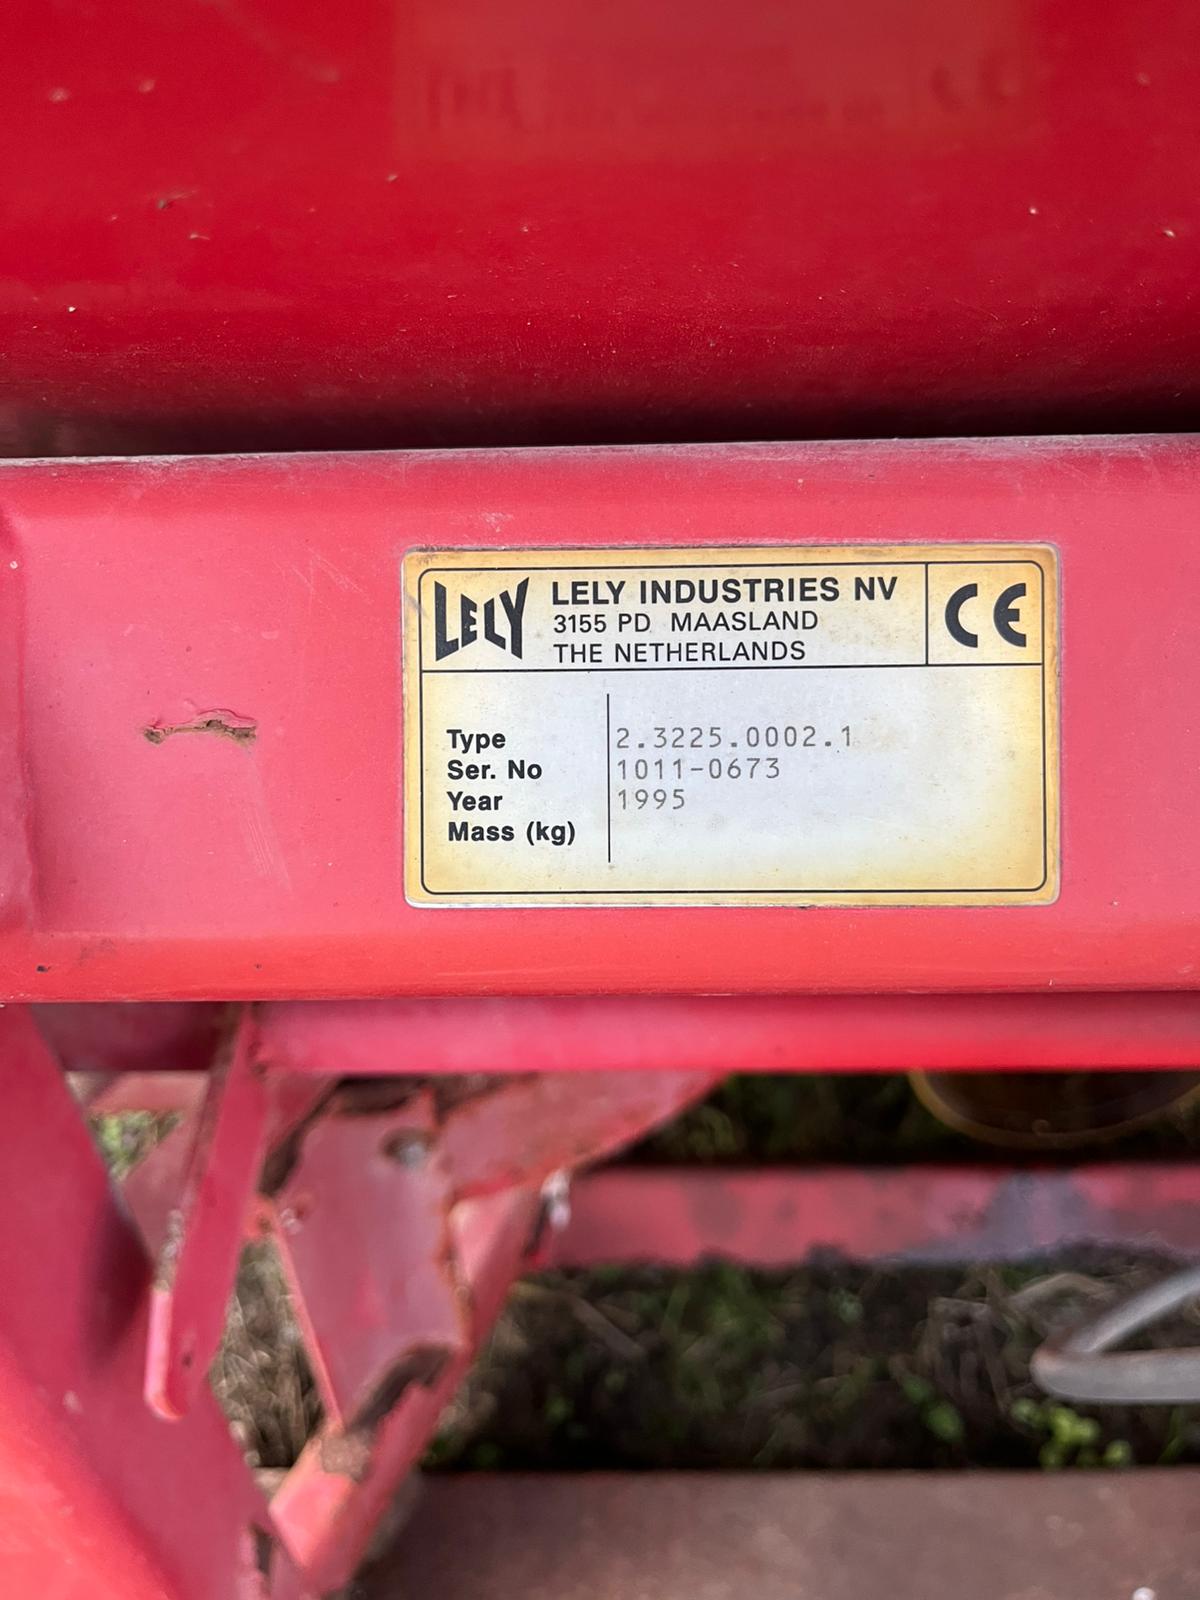 LELY
LELY INDUSTRIES NV
3155 PD MAASLAND
THE NETHERLANDS
CE
Type 2.3225.0002.1
Ser. No 1011-0673
Year 1995
Mass (kg)